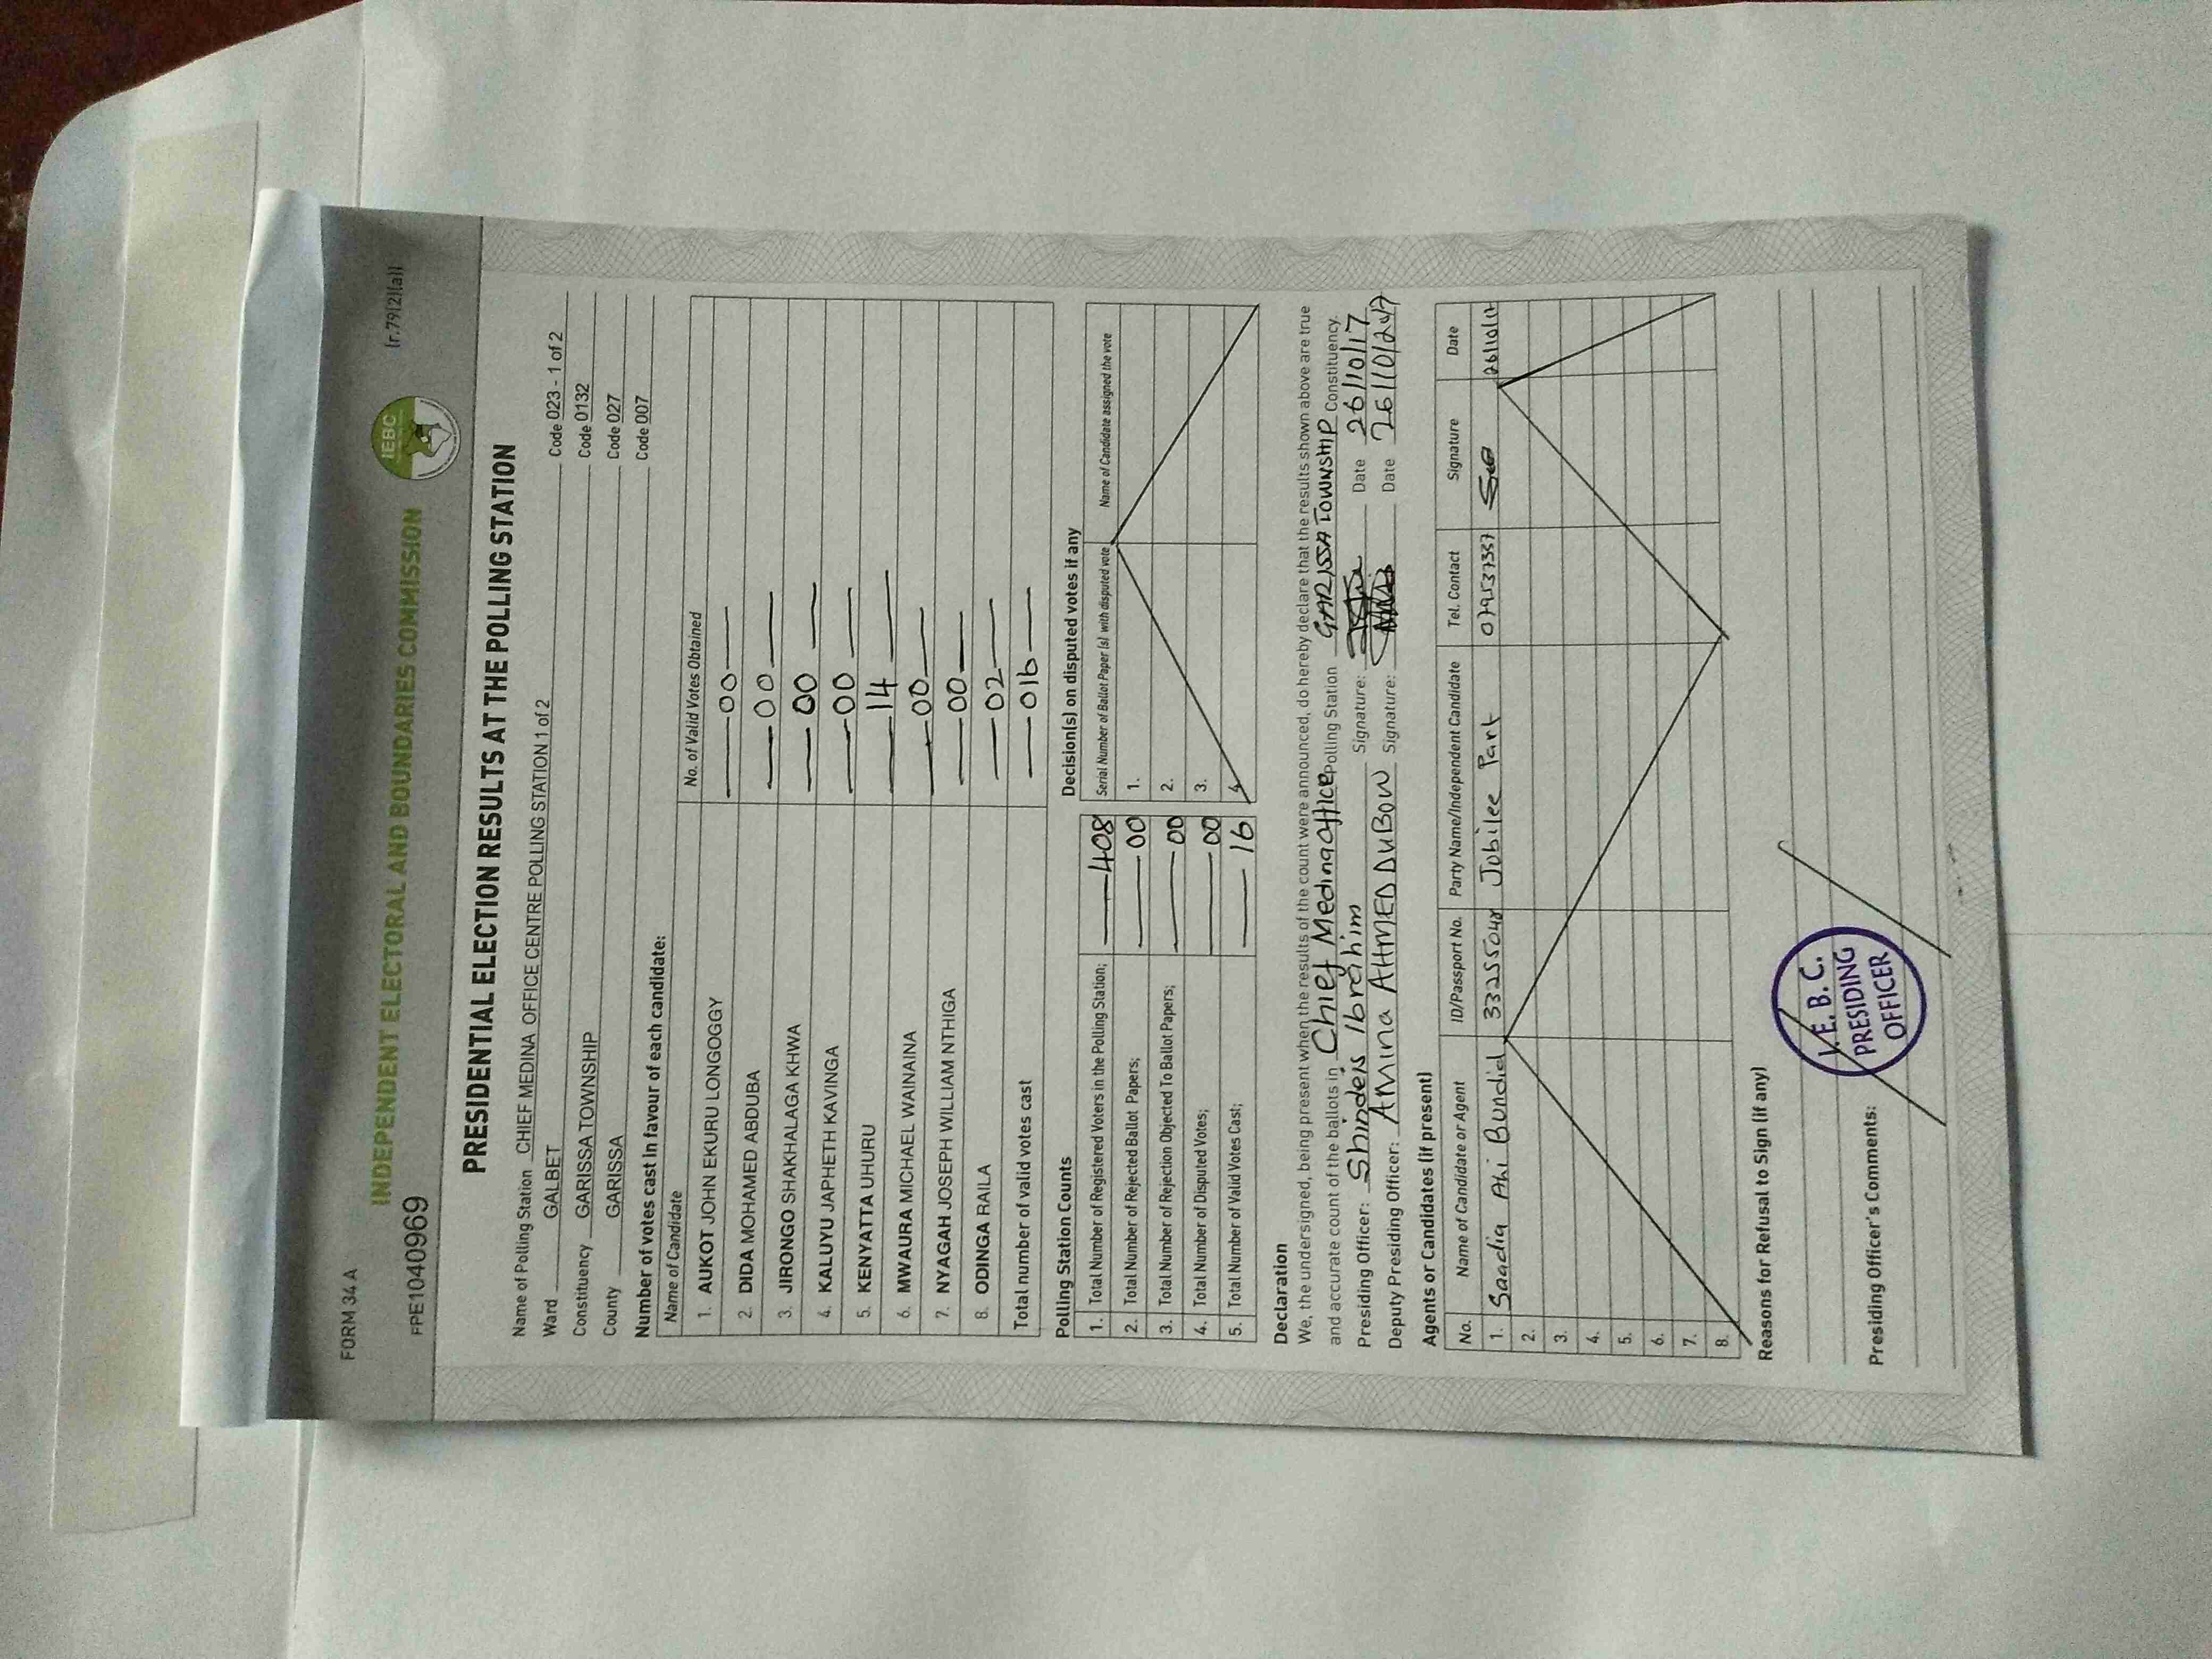 FORM 34 A
INDEPENDENT ELECTORAL AND BOUNDARIES COMMISSION
IEBC
(r.79(2)(a))
FPE1040969
PRESIDENTIAL ELECTION RESULTS AT THE POLLING STATION
Name of Polling Station CHIEF MEDINA OFFICE CENTRE POLLING STATION 1 of 2 Code 023 - 1 of 2
Ward GALBET Code 0132
Constituency GARISSA TOWNSHIP Code 027
County GARISSA Code 007
Number of votes cast in favour of each candidate:
Name of Candidate No. of Valid Votes Obtained
1. AUKOT JOHN EKURU LONGOGGY 00
2. DIDA MOHAMED ABDUBA 00
3. JIRONGO SHAKHALAGA KHWA 00
4. KALUYU JAPHETH KAVINGA 00
5. KENYATTA UHURU 14
6. MWAURA MICHAEL WAINAINA 00
7. NYAGAH JOSEPH WILLIAM NTHIGA 00
8. ODINGA RAILA 02
Total number of valid votes cast 016
Polling Station Counts
1. Total Number of Registered Voters in the Polling Station; 408
2. Total Number of Rejected Ballot Papers; 00
3. Total Number of Rejection Objected To Ballot Papers; 00
4. Total Number of Disputed Votes; 00
5. Total Number of Valid Votes Cast; 16
Decision(s) on disputed votes if any
Serial Number of Ballot Paper (s) with disputed vote Name of Candidate assigned the vote
1.
2.
3.
4.
Declaration
We, the undersigned, being present when the results of the count were announced, do hereby declare that the results shown above are true
and accurate count of the ballots in Chief Medina office Polling Station GARISSA TOWNSHIP Constituency.
Presiding Officer: Shindeis Ibrahim Signature: Date 26/10/17
Deputy Presiding Officer: Amina AHMED DUBOW Signature: Date 26/10/2017
Agents or Candidates (if present)
No. Name of Candidate or Agent ID/Passport No. Party Name/Independent Candidate Tel. Contact Signature Date
1. Saadia Ahi Bundid Jobilee Part 26/10/17
2.
3.
4.
5.
6.
7.
8.
Reasons for Refusal to Sign (if any)
Presiding Officer's Comments:
I.E.B.C.
PRESIDING
OFFICER